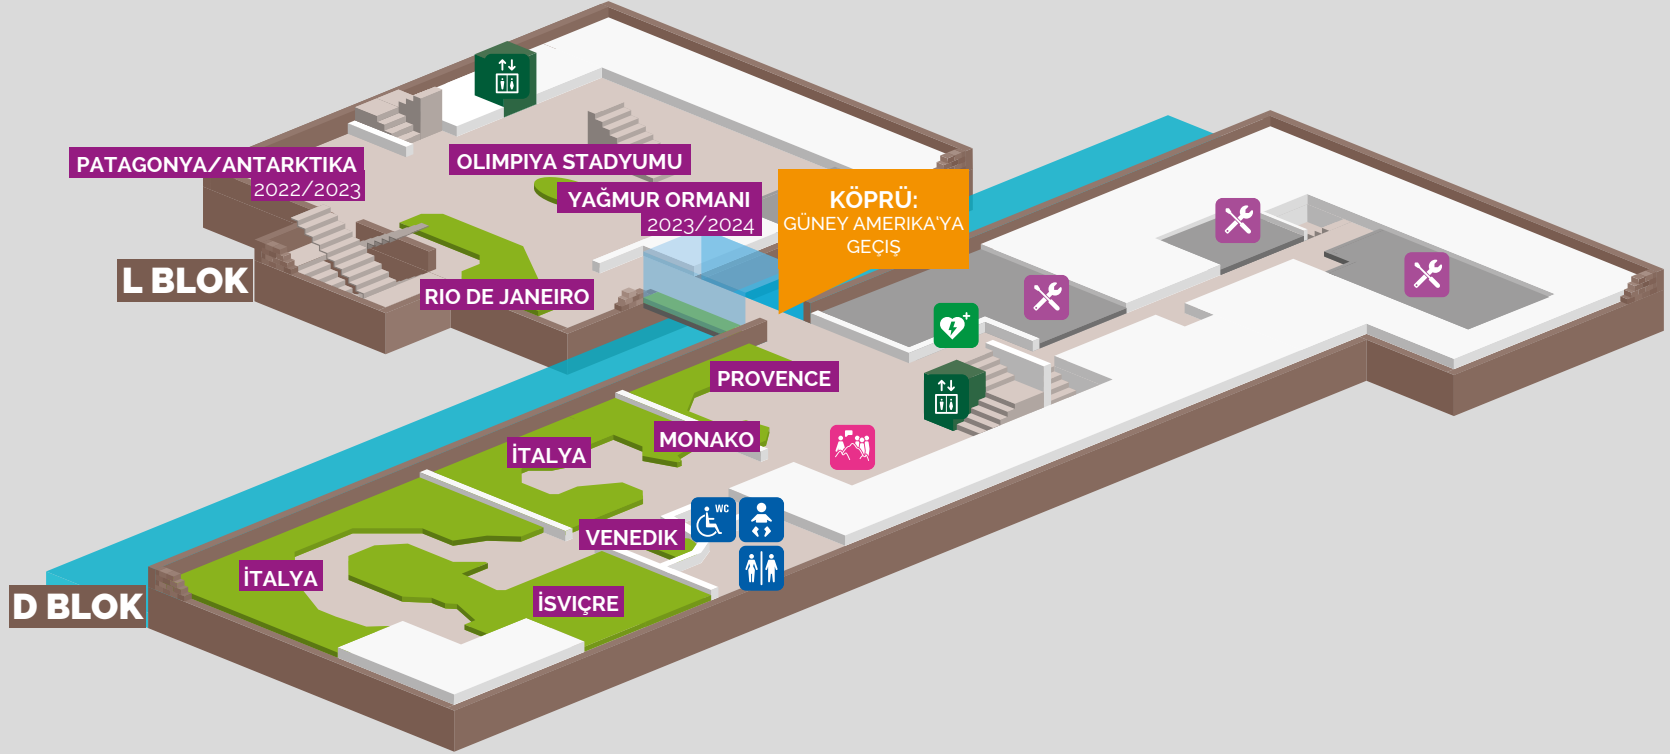 PATAGONYA/ANTARKTIKA
2022/2023
OLIMPIYA STADYUMU
YAĞMUR ORMANI
2023/2024
KÖPRÜ:
GÜNEY AMERIKA'YA
GEÇIŞ
L BLOK
RIO DE JANEIRO
PROVENCE
MONAKO
İTALYA
WC
VENEDIK
İTALYA
İSVIÇRE
D BLOK